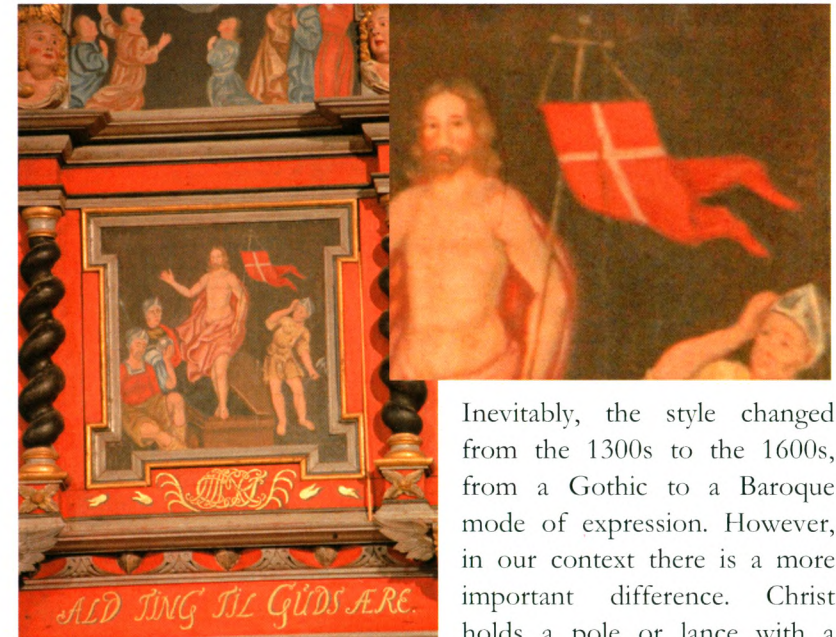 ALD TING TIL GUDS ÆRE.
Inevitably, the style changed
from the 1300s to the 1600s,
from a Gothic to a Baroque
mode of expression. However,
in our context there is a more
important difference. Christ
holds a pole or lance with a